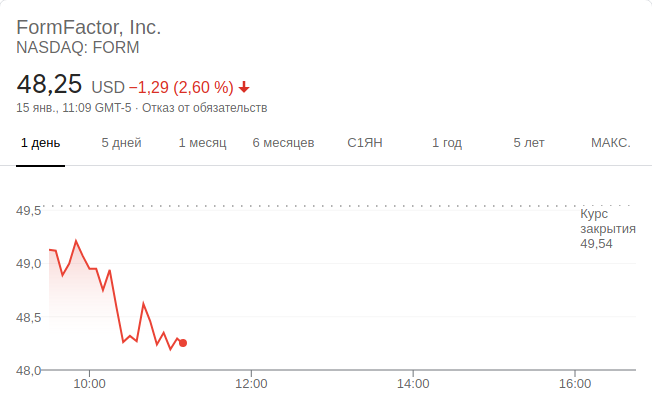 FormFactor, Inc.
NASDAQ: FORM
48,25 USD −1,29 (2,60 %)
15 янв., 11:09 GMT-5 · Отказ от обязательств
1 день 5 дней 1 месяц 6 месяцев С1ЯН 1 год 5 лет МАКС.
49,5
Курс
закрытия
49,54
49,0
48,5
48,0
10:00 12:00 14:00 16:00